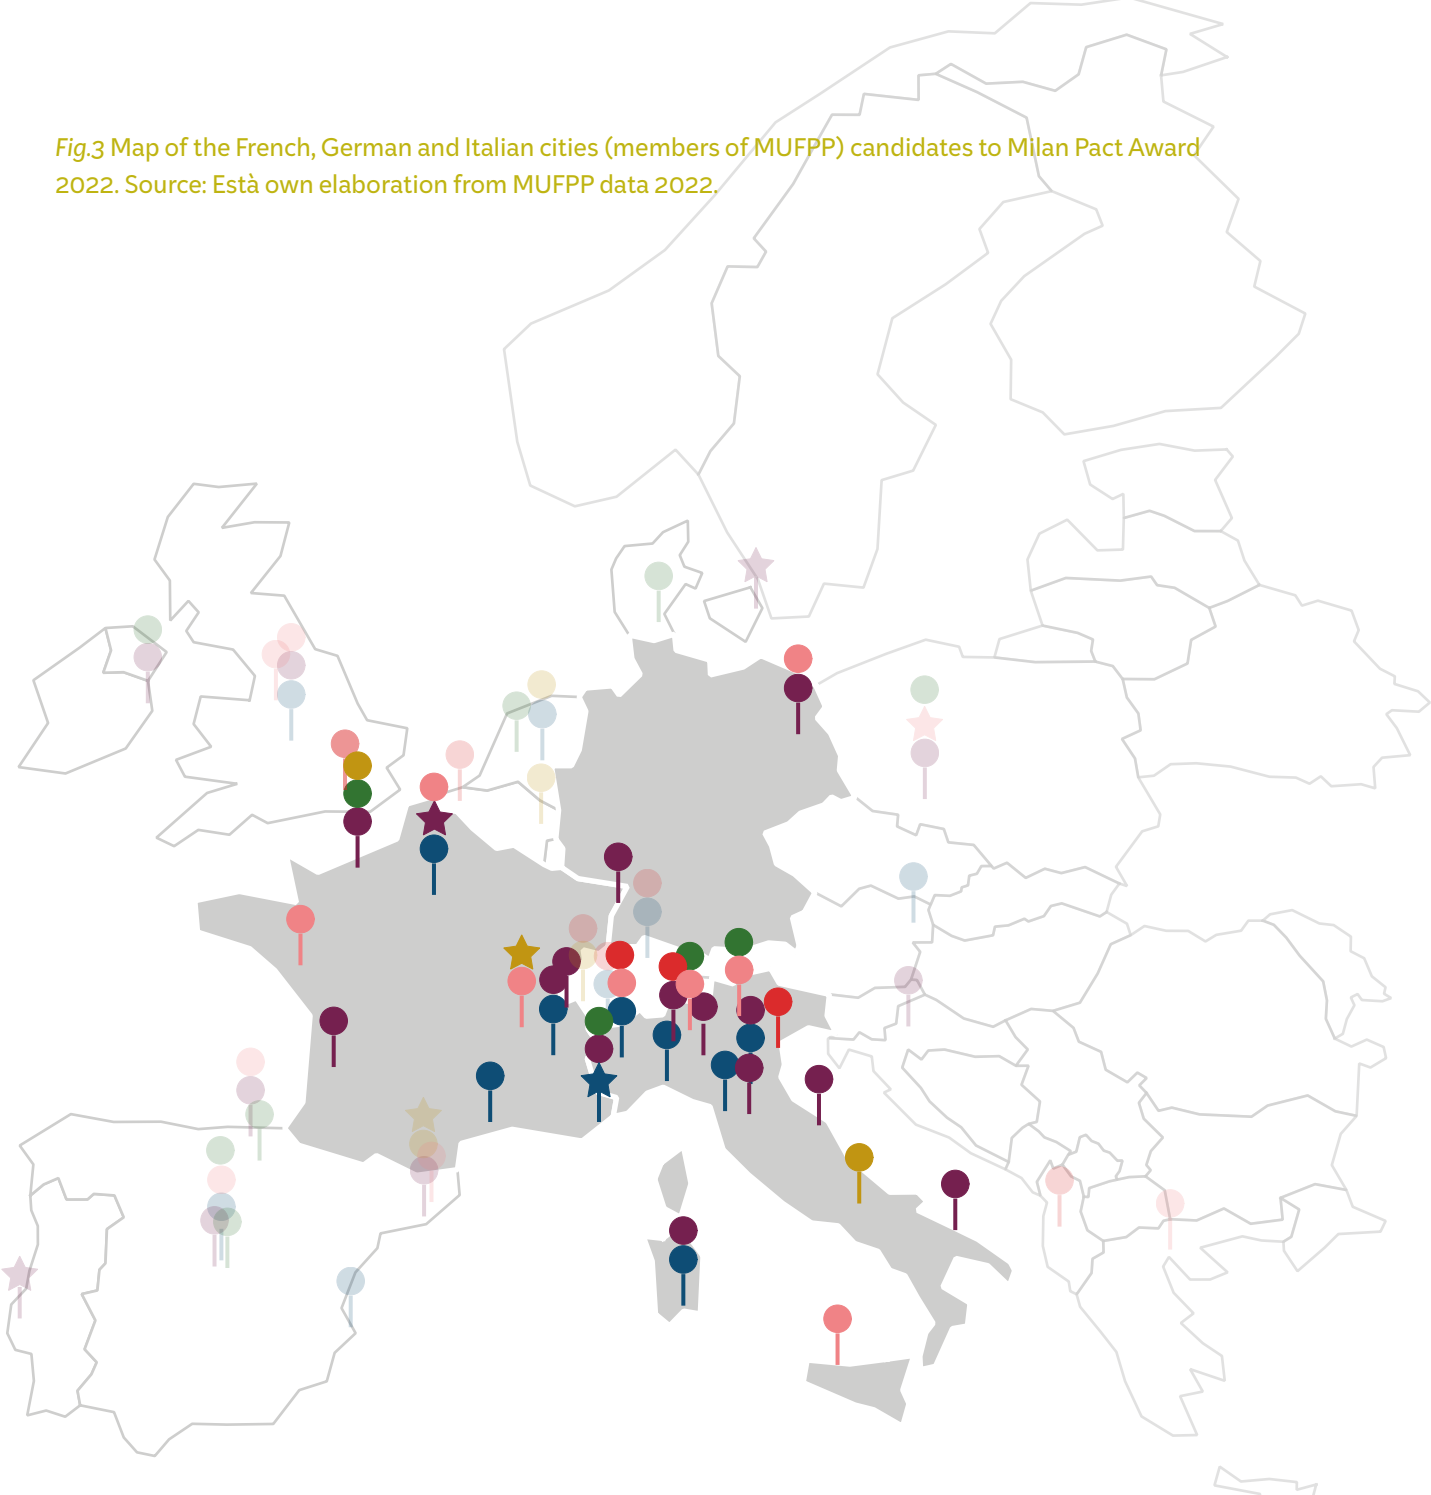 Fig.3 Map of the French, German and Italian cities (members of MUFPP) candidates to Milan Pact Award
2022. Source: Està own elaboration from MUFPP data 2022.